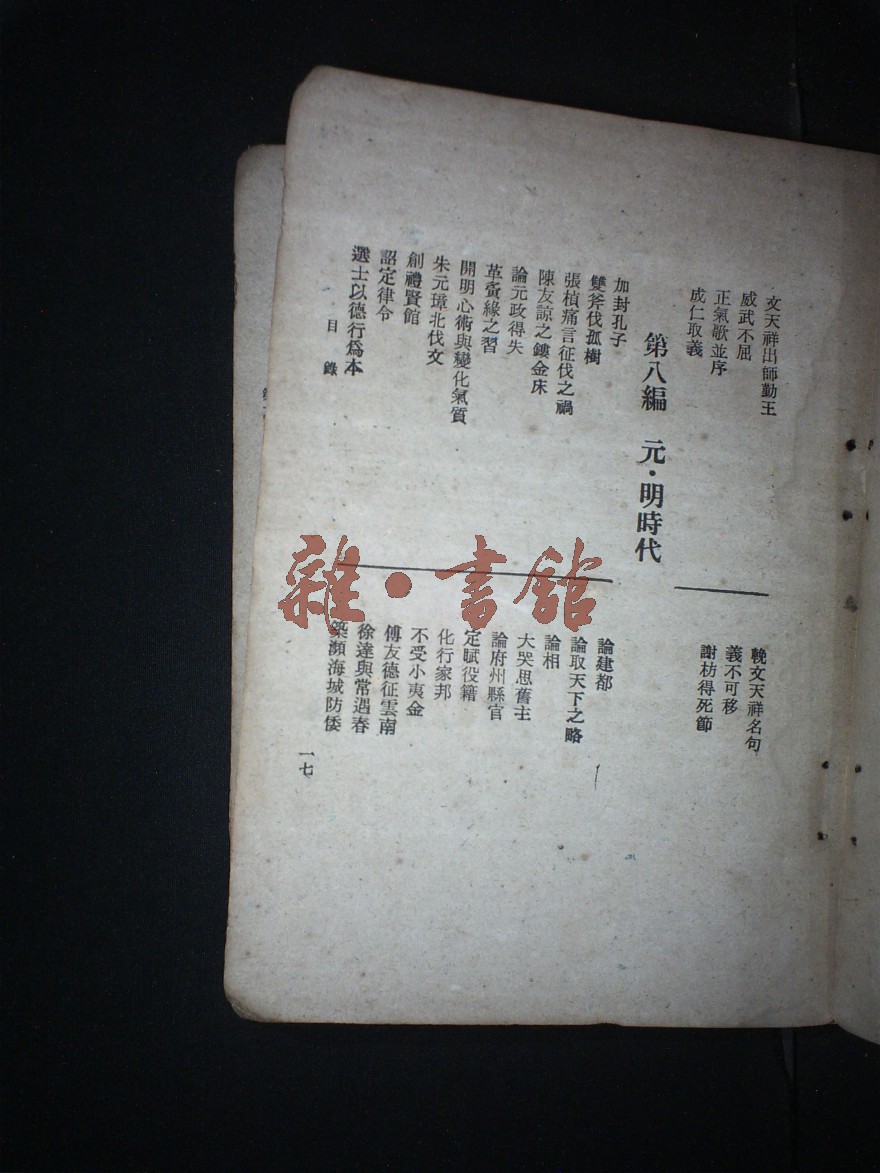 文天祥出師勤王
威武不屈
正氣歌並序
成仁取義
輓文天祥名句
義不可移
謝枋得死節
第八編 元·明時代
加封孔子
雙斧伐孤樹
張楨痛言征伐之禍
陳友諒之鏤金床
論元政得失
革夤緣之習
開明心術與變化氣質
朱元璋北伐文
創禮賢館
詔定律令
選士以德行爲本
論建都
論取天下之略
論相
大哭思舊主
論府州縣官
定賦役籍
化行家邦
不受小夷金
傅友德征雲南
徐達與常遇春
築瀕海城防倭
目錄
一七
雜·書館